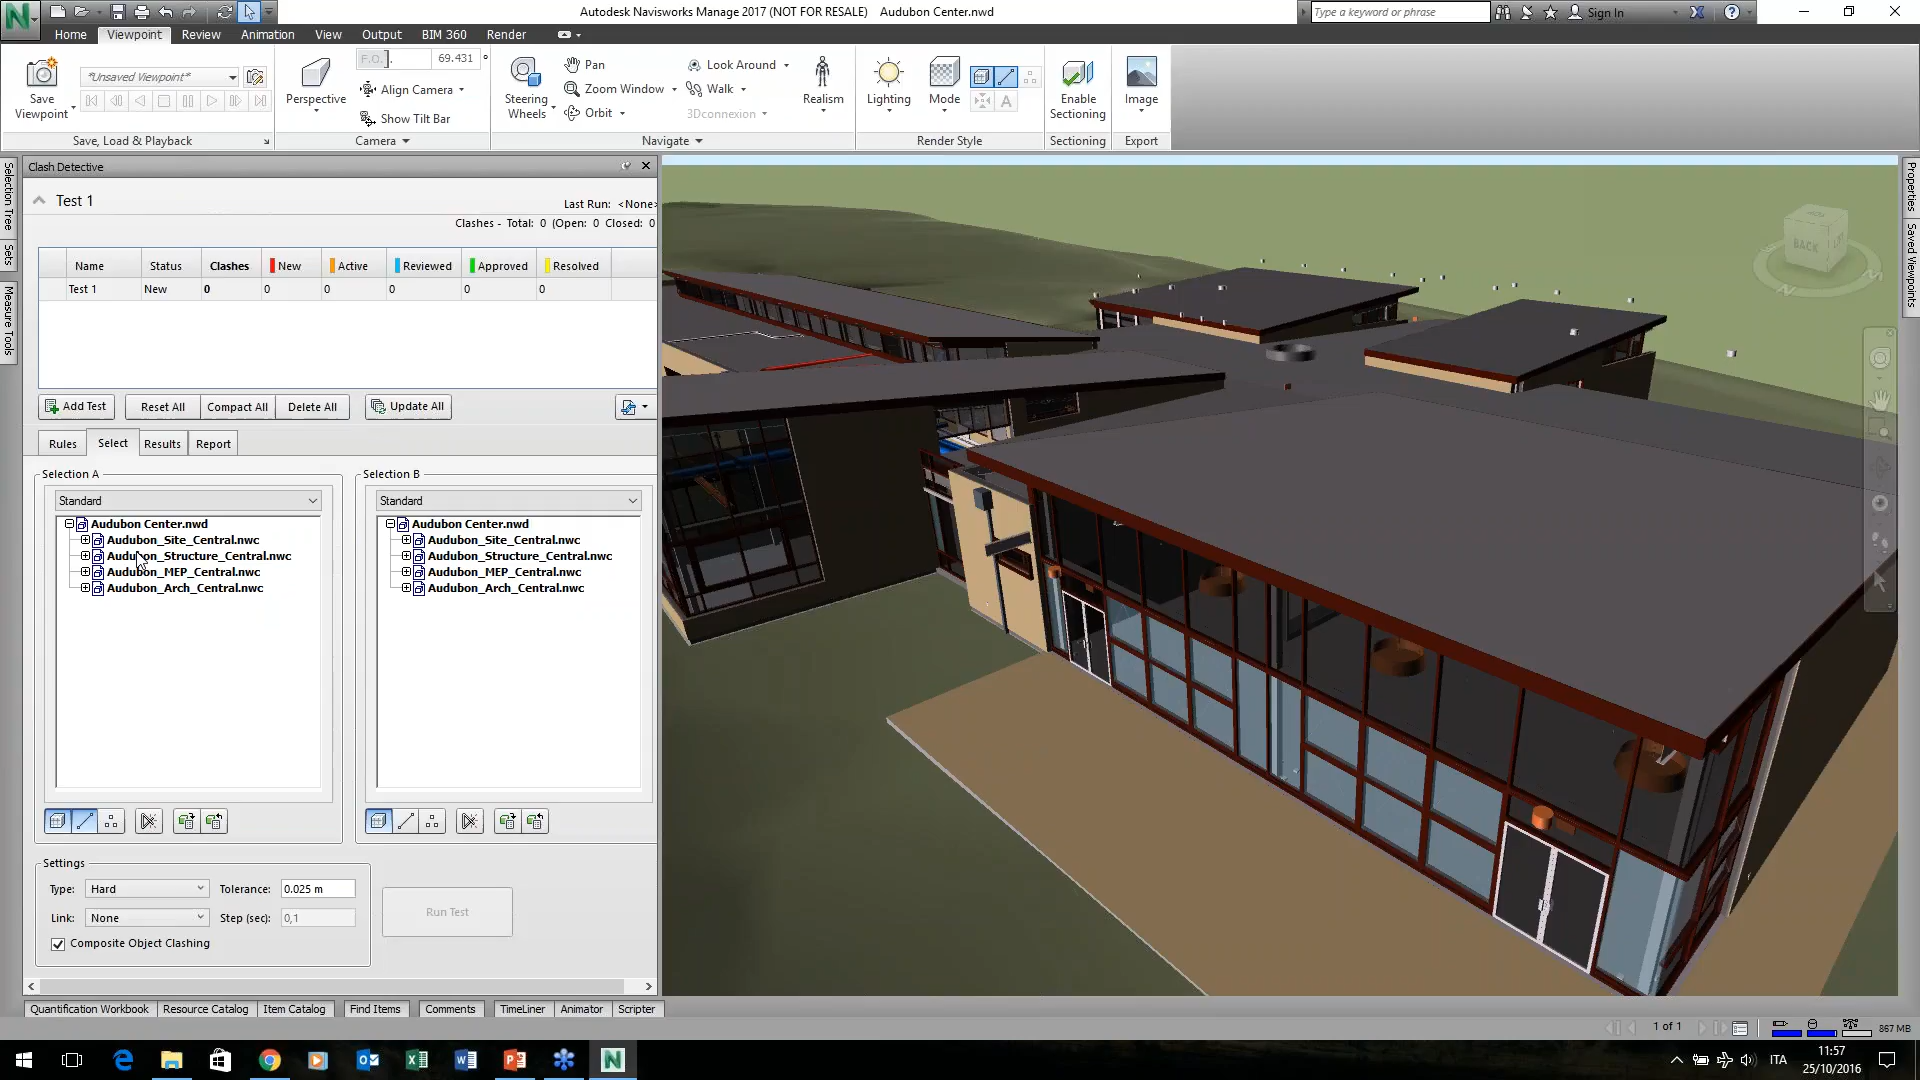 Autodesk Navisworks Manage 2017 (NOT FOR RESALE) Audubon Center.nwd
Type a keyword or phrase
Sign In
Home Viewpoint Review Animation View Output BIM 360 Render
Save Viewpoint
*Unsaved Viewpoint*
Perspective
F.O. 69.431 °
Align Camera
Show Tilt Bar
Steering Wheels
Pan
Zoom Window
Orbit
Look Around
Walk
3Dconnexion
Realism
Lighting
Mode
A
Enable Sectioning
Image
Save, Load & Playback Camera Navigate Render Style Sectioning Export
Selection Tree
Sets
Measure Tools
Properties
Saved Viewpoints
Clash Detective
Test 1
Last Run: <None>
Clashes - Total: 0 (Open: 0 Closed: 0
Name Status Clashes New Active Reviewed Approved Resolved
Test 1 New 0 0 0 0 0 0
Add Test Reset All Compact All Delete All Update All
Rules Select Results Report
Selection A
Standard
Audubon Center.nwd
Audubon_Site_Central.nwc
Audubon_Structure_Central.nwc
Audubon_MEP_Central.nwc
Audubon_Arch_Central.nwc
Selection B
Standard
Audubon Center.nwd
Audubon_Site_Central.nwc
Audubon_Structure_Central.nwc
Audubon_MEP_Central.nwc
Audubon_Arch_Central.nwc
Settings
Type: Hard Tolerance: 0.025 m
Link: None Step (sec): 0,1
Composite Object Clashing
Run Test
BACK
Quantification Workbook Resource Catalog Item Catalog Find Items Comments TimeLiner Animator Scripter
1 of 1
867 MB
ITA
11:57
25/10/2016